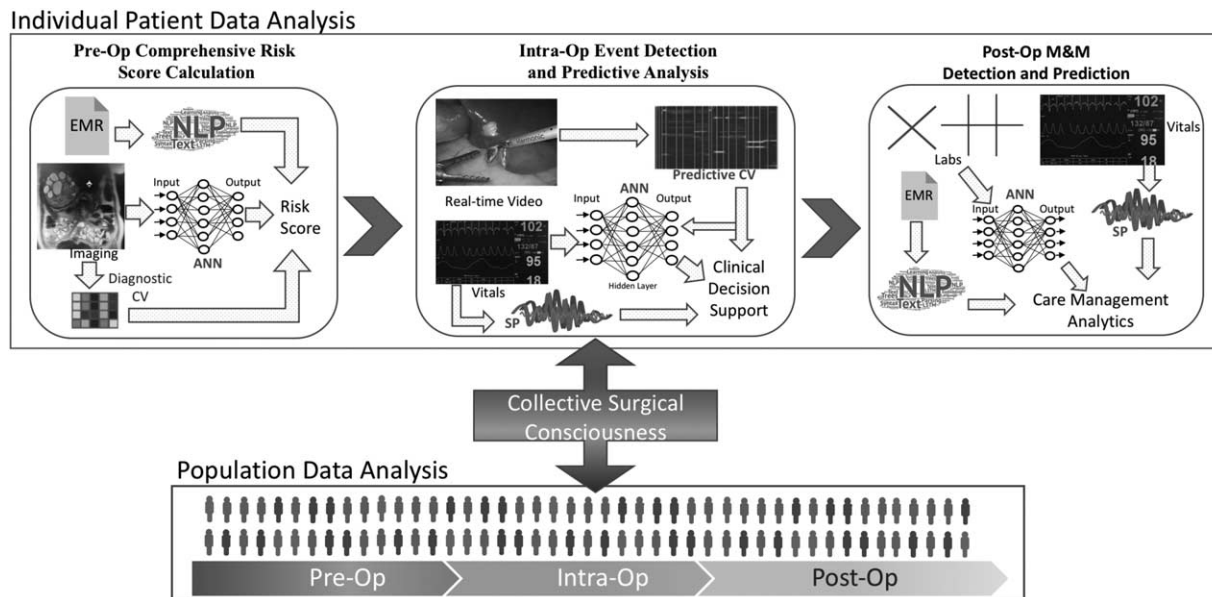 Individual Patient Data Analysis
Pre-Op Comprehensive Risk
Score Calculation
EMR
NLP
Text
Imaging
Input
Output
ANN
Risk
Score
Diagnostic
CV
Intra-Op Event Detection
and Predictive Analysis
Real-time Video
Predictive CV
102
132/87
95
18
Vitals
ANN
Input
Output
Hidden Layer
SP
Clinical
Decision
Support
Post-Op M&M
Detection and Prediction
Labs
102
132/87
95
18
Vitals
EMR
ANN
Input
Output
SP
NLP
Text
Care Management
Analytics
Collective Surgical
Consciousness
Population Data Analysis
Pre-Op
Intra-Op
Post-Op